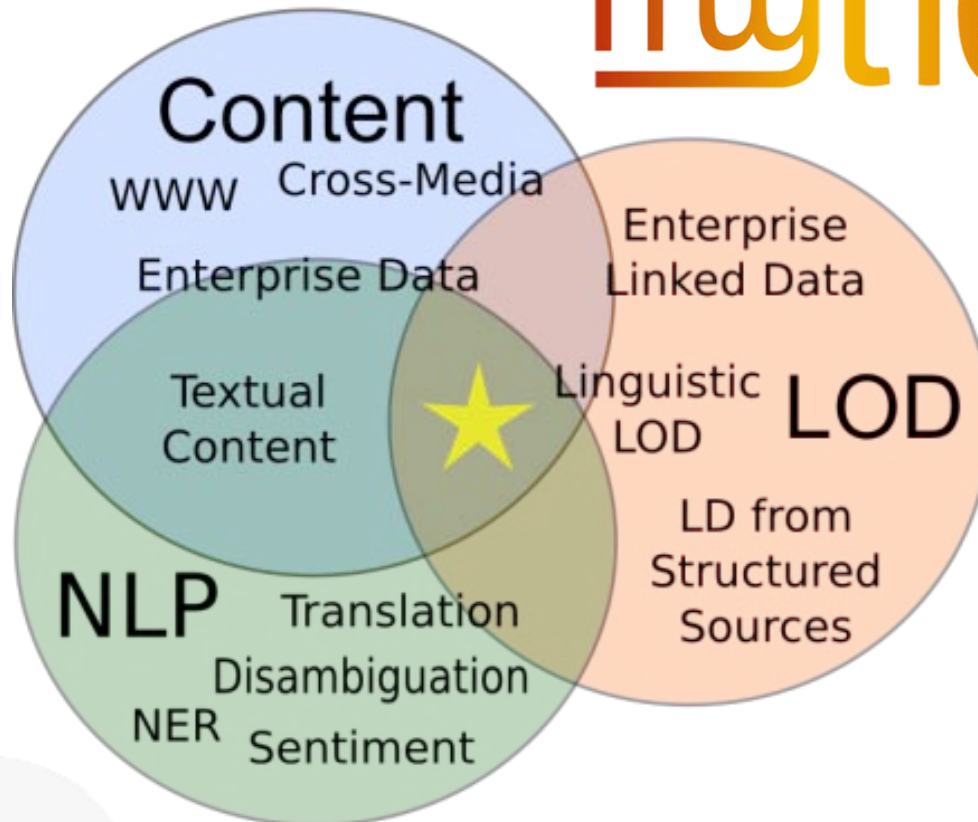 Content
WWW
Cross-Media
Enterprise Data
Textual
Content
NLP
Translation
Disambiguation
NER
Sentiment
Enterprise
Linked Data
Linguistic
LOD
LOD
LD from
Structured
Sources